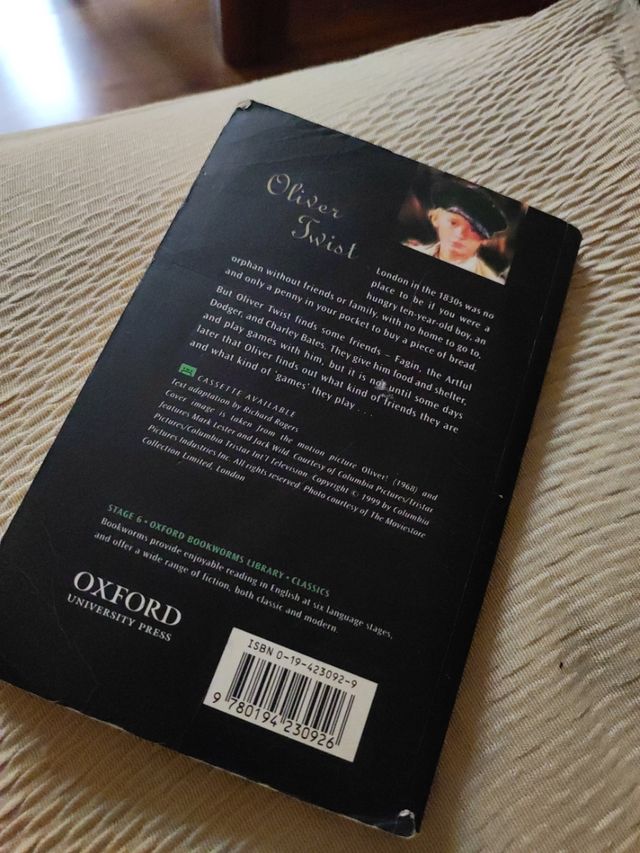 Oliver
Twist
London in the 1830s was no
place to be if you were a
hungry ten-year-old boy, an
orphan without friends or family, with no home to go to,
and only a penny in your pocket to buy a piece of bread.
But Oliver Twist finds some friends – Fagin, the Artful
Dodger, and Charley Bates. They give him food and shelter,
and play games with him, but it is not until some days
later that Oliver finds out what kind of friends they are
and what kind of 'games' they play . . .
CASSETTE AVAILABLE
Text adaptation by Richard Rogers
Cover image is taken from the motion picture Oliver! (1968) and
features Mark Lester and Jack Wild. Courtesy of Columbia Pictures/Tristar
Pictures/Columbia Tristar Int'l Television. Copyright © 1999 by Columbia
Pictures Industries Inc. All rights reserved. Photo courtesy of The Moviestore
Collection Limited, London
STAGE 6 • OXFORD BOOKWORMS LIBRARY • CLASSICS
Bookworms provide enjoyable reading in English at six language stages,
and offer a wide range of fiction, both classic and modern.
OXFORD
UNIVERSITY PRESS
ISBN 0-19-423092-9
9 780194 230926